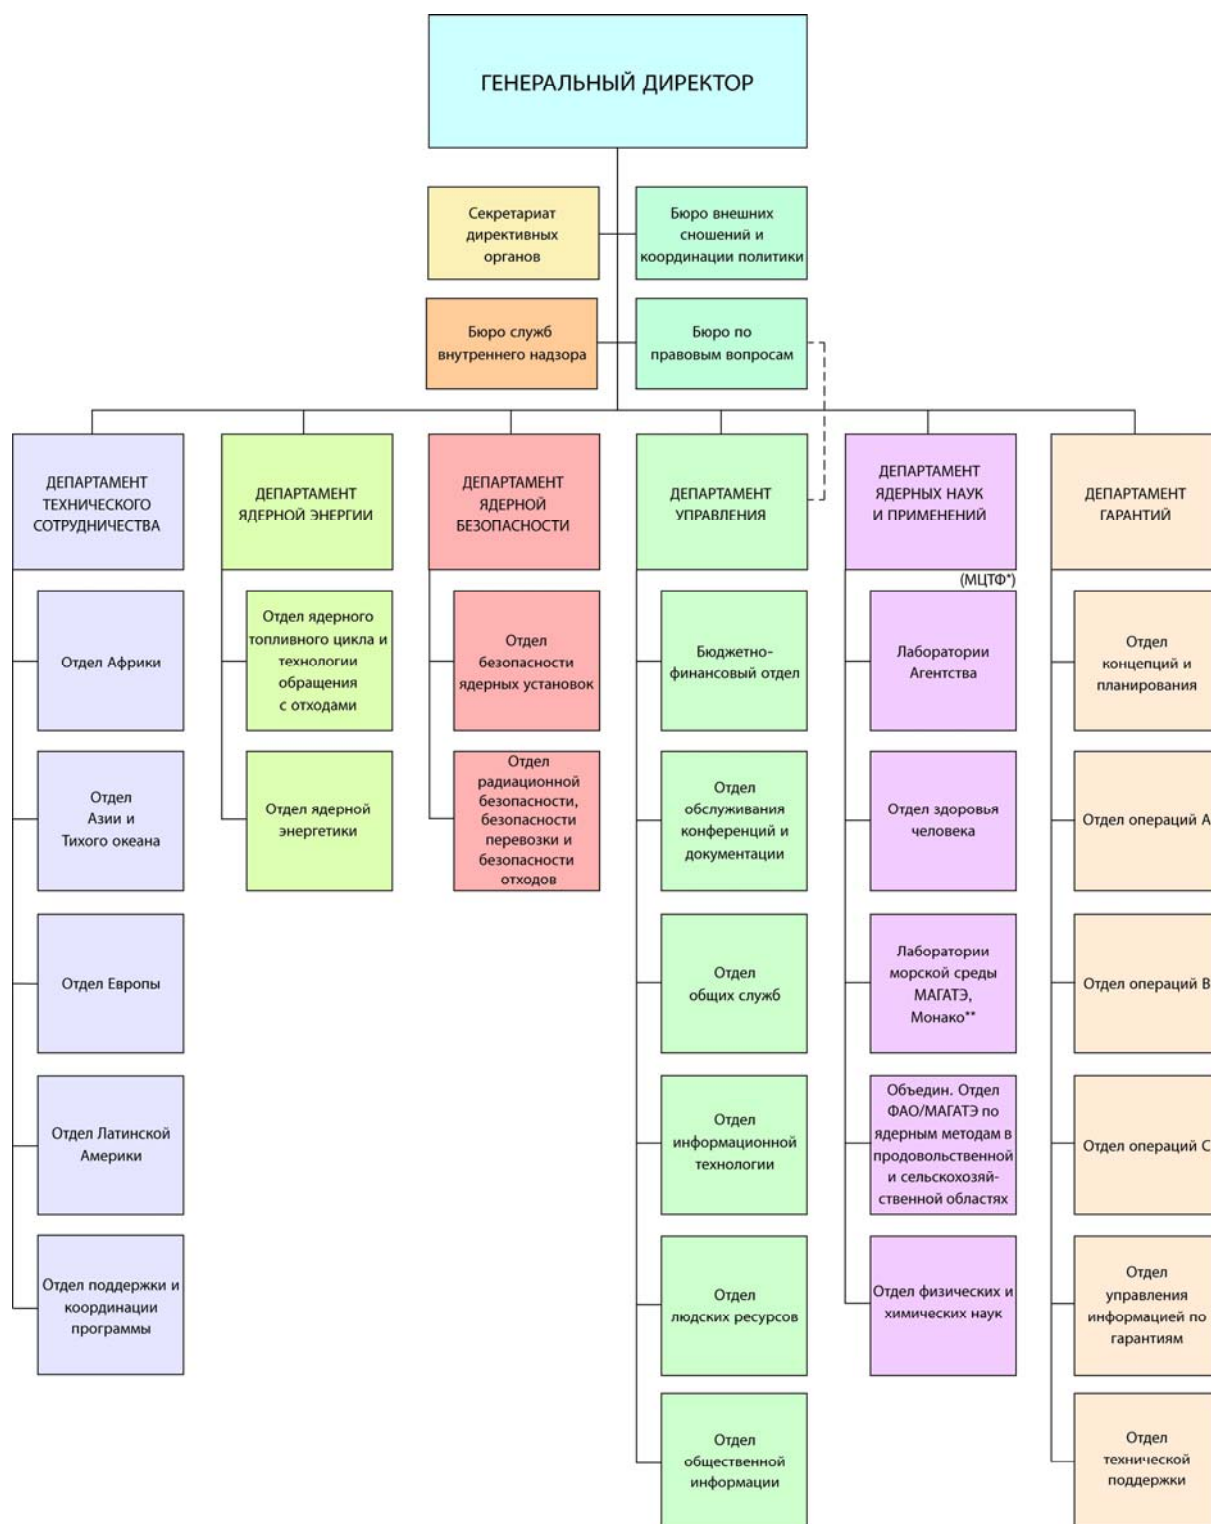 ГЕНЕРАЛЬНЫЙ ДИРЕКТОР
Секретариат
директивных
органов
Бюро внешних
сношений и
координации политики
Бюро служб
внутреннего надзора
Бюро по
правовым вопросам
ДЕПАРТАМЕНТ
ТЕХНИЧЕСКОГО
СОТРУДНИЧЕСТВА
ДЕПАРТАМЕНТ
ЯДЕРНОЙ ЭНЕРГИИ
ДЕПАРТАМЕНТ
ЯДЕРНОЙ
БЕЗОПАСНОСТИ
ДЕПАРТАМЕНТ
УПРАВЛЕНИЯ
ДЕПАРТАМЕНТ
ЯДЕРНЫХ НАУК
И ПРИМЕНЕНИЙ
ДЕПАРТАМЕНТ
ГАРАНТИЙ
(МЦТФ*)
Отдел Африки
Отдел
Азии и
Тихого океана
Отдел Европы
Отдел Латинской
Америки
Отдел поддержки и
координации
программы
Отдел ядерного
топливного цикла и
технологии
обращения
с отходами
Отдел ядерной
энергетики
Отдел
безопасности
ядерных установок
Отдел
радиационной
безопасности,
безопасности
перевозки и
безопасности
отходов
Бюджетно-
финансовый отдел
Отдел
обслуживания
конференций и
документации
Отдел
общих служб
Отдел
информационной
технологии
Отдел
людских ресурсов
Отдел
общественной
информации
Лаборатории
Агентства
Отдел здоровья
человека
Лаборатории
морской среды
МАГАТЭ,
Монако**
Объедин. Отдел
ФАО/МАГАТЭ по
ядерным методам в
продовольственной
и сельскохозяй-
ственной областях
Отдел физических и
химических наук
Отдел
концепций и
планирования
Отдел операций А
Отдел операций В
Отдел операций С
Отдел
управления
информацией по
гарантиям
Отдел
технической
поддержки